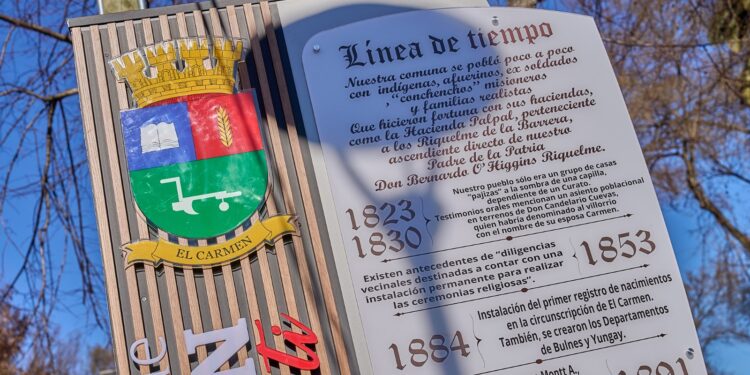 EL CARMEN
Línea de tiempo
Nuestra comuna se pobló poco a poco
con indígenas, afuerinos, ex soldados
, "conchenchos" misioneros
y familias realistas
Que hicieron fortuna con sus haciendas,
como la Hacienda Palpal, perteneciente
a los Riquelme de la Barrera,
ascendiente directo de nuestro
Padre de la Patria
Don Bernardo O'Higgins Riquelme.
1823
1830
Nuestro pueblo sólo era un grupo de casas
"pajizas" a la sombra de una capilla,
dependiente de un Curato.
Testimonios orales mencionan un asiento poblacional
en terrenos de Don Candelario Cuevas,
quien habría denominado al villorrio
con el nombre de su esposa Carmen.
Existen antecedentes de "diligencias
vecinales destinadas a contar con una
instalación permanente para realizar
las ceremonias religiosas".
1853
1884
Instalación del primer registro de nacimientos
en la circunscripción de El Carmen.
También, se crearon los Departamentos
de Bulnes y Yungay.
Montt A.,
1891
N
ti